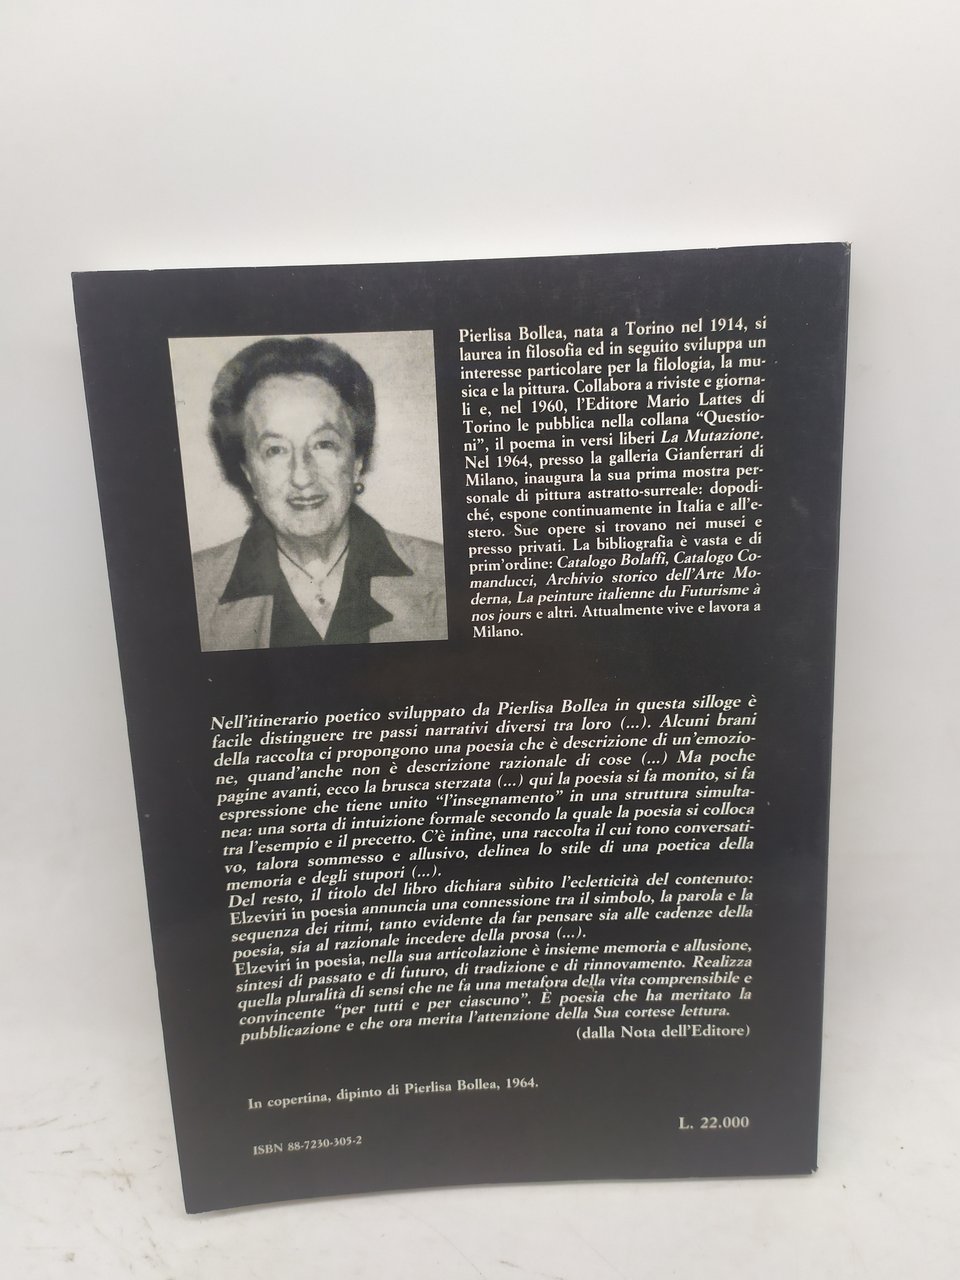 Pierlisa Bollea, nata a Torino nel 1914, si
laurea in filosofia ed in seguito sviluppa un
interesse particolare per la filologia, la mu-
sica e la pittura. Collabora a riviste e giorna-
li e, nel 1960, l'Editore Mario Lattes di
Torino le pubblica nella collana "Questio-
ni", il poema in versi liberi La Mutazione.
Nel 1964, presso la galleria Gianferrari di
Milano, inaugura la sua prima mostra per-
sonale di pittura astratto-surreale: dopodi-
ché, espone continuamente in Italia e all'e-
stero. Sue opere si trovano nei musei e
presso privati. La bibliografia è vasta e di
prim'ordine: Catalogo Bolaffi, Catalogo Co-
manducci, Archivio storico dell'Arte Mo-
derna, La peinture italienne du Futurisme à
nos jours e altri. Attualmente vive e lavora a
Milano.
Nell'itinerario poetico sviluppato da Pierlisa Bollea in questa silloge è
facile distinguere tre passi narrativi diversi tra loro (...). Alcuni brani
della raccolta ci propongono una poesia che è descrizione di un'emozio-
ne, quand'anche non è descrizione razionale di cose (...) Ma poche
pagine avanti, ecco la brusca sterzata (...) qui la poesia si fa monito, si fa
espressione che tiene unito "l'insegnamento" in una struttura simulta-
nea: una sorta di intuizione formale secondo la quale la poesia si colloca
tra l'esempio e il precetto. C'è infine, una raccolta il cui tono conversati-
vo, talora sommesso e allusivo, delinea lo stile di una poetica della
memoria e degli stupori (...).
Del resto, il titolo del libro dichiara sùbito l'ecletticità del contenuto:
Elzeviri in poesia annuncia una connessione tra il simbolo, la parola e la
sequenza dei ritmi, tanto evidente da far pensare sia alle cadenze della
poesia, sia al razionale incedere della prosa (...).
Elzeviri in poesia, nella sua articolazione è insieme memoria e allusione,
sintesi di passato e di futuro, di tradizione e di rinnovamento. Realizza
quella pluralità di sensi che ne fa una metafora della vita comprensibile e
convincente "per tutti e per ciascuno". È poesia che ha meritato la
pubblicazione e che ora merita l'attenzione della Sua cortese lettura.
(dalla Nota dell'Editore)
In copertina, dipinto di Pierlisa Bollea, 1964.
L. 22.000
ISBN 88-7230-305-2